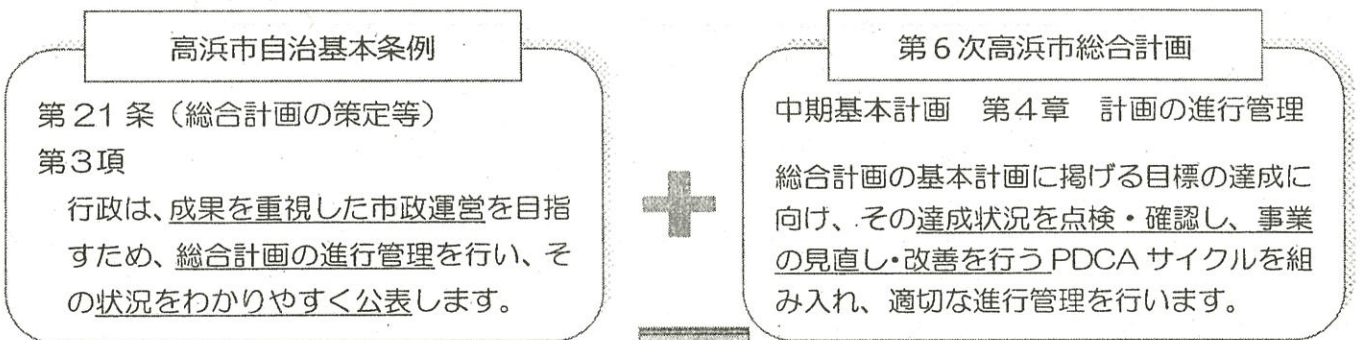 高浜市自治基本条例
第21条（総合計画の策定等）
第3項
行政は、成果を重視した市政運営を目指
すため、総合計画の進行管理を行い、そ
の状況をわかりやすく公表します。
第6次高浜市総合計画
中期基本計画　第4章　計画の進行管理
総合計画の基本計画に掲げる目標の達成に
向け、その達成状況を点検・確認し、事業
の見直し・改善を行うPDCAサイクルを組
み入れ、適切な進行管理を行います。